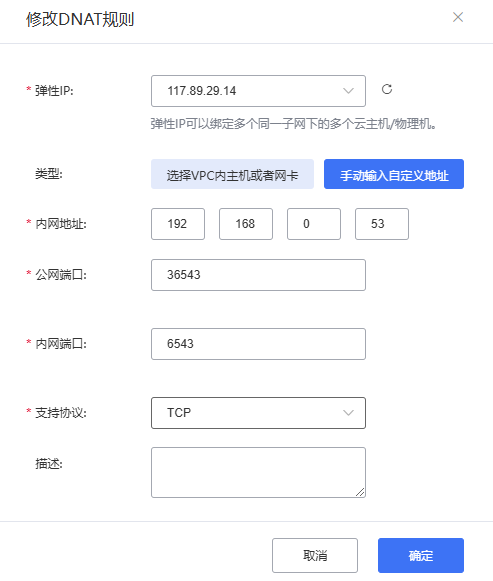 修改DNAT规则
* 弹性IP: 117.89.29.14
弹性IP可以绑定多个同一子网下的多个云主机/物理机。
类型: 选择VPC内主机或者网卡 手动输入自定义地址
* 内网地址: 192 168 0 53
* 公网端口: 36543
* 内网端口: 6543
* 支持协议: TCP
描述:
取消 确定